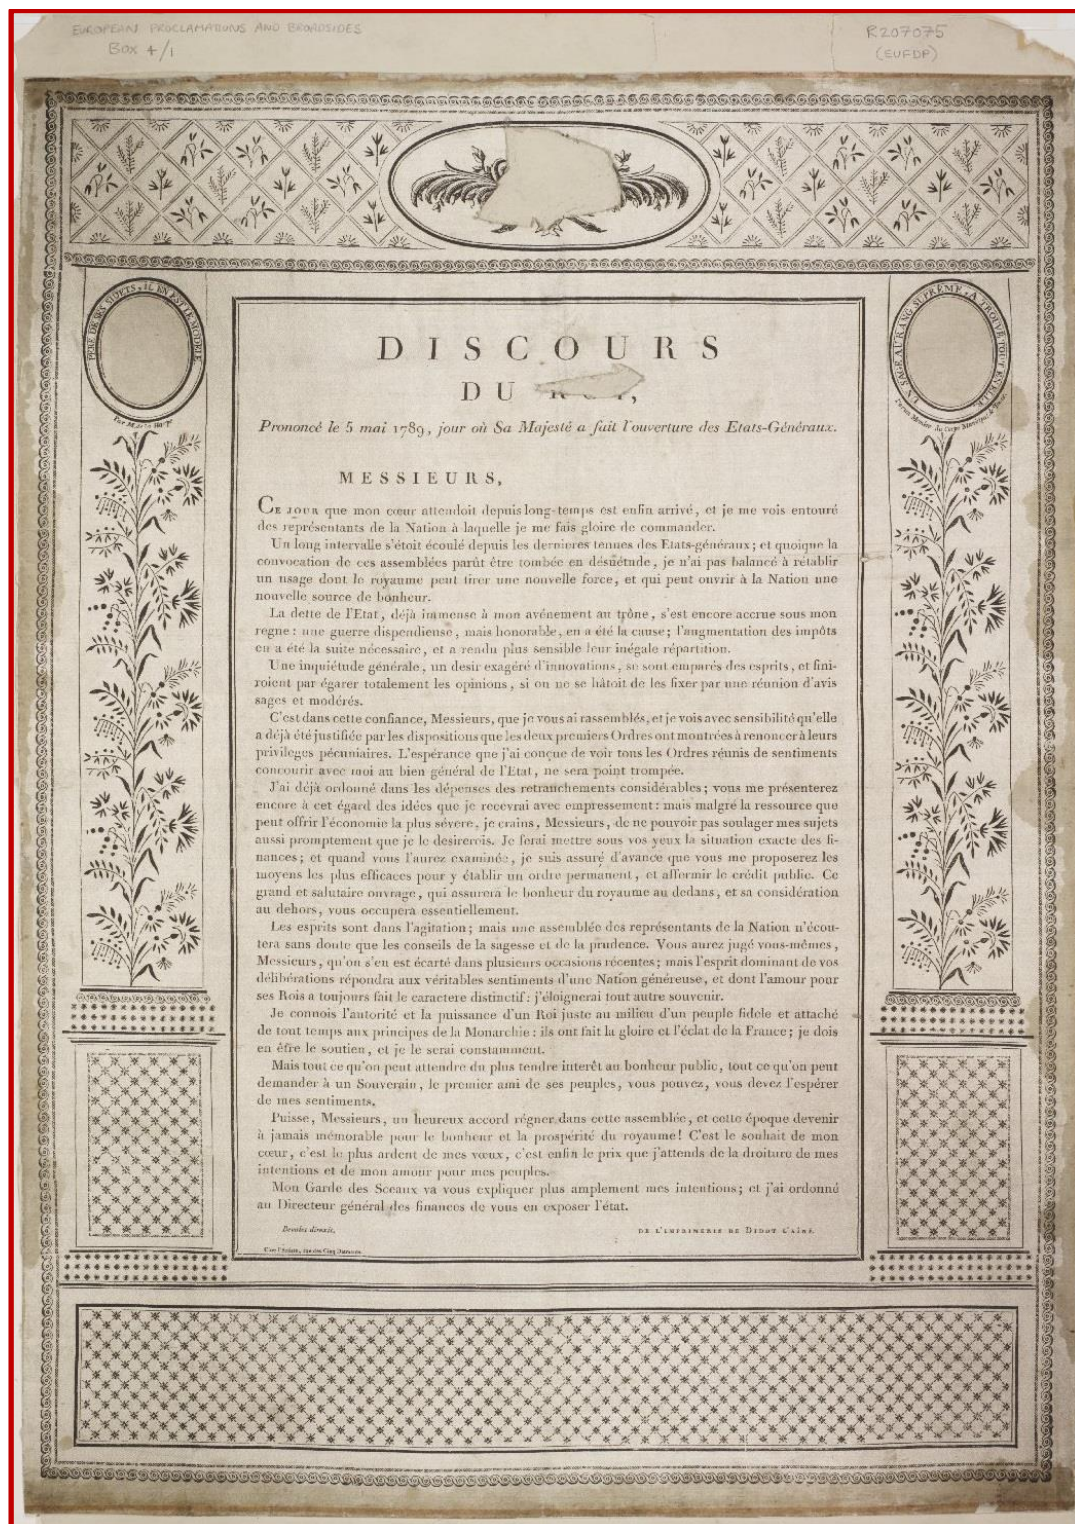 EUROPEAN PROCLAMATIONS AND BROADSIDES
Box 4/1
R207075
(EUFDP)
PERE DE SES SUJETS, IL EN EST LE MODELE
Par M. de la Harpe
UN SAGE AU RANG SUPRÊME, A TROUVÉ TOUT EN ELLE.
DISCOURS
DU
Prononcé le 5 mai 1789, jour où Sa Majesté a fait l'ouverture des Etats-Généraux.
MESSIEURS,
CE JOUR que mon cœur attendoit depuis long-temps est enfin arrivé, et je me vois entouré
des représentants de la Nation à laquelle je me fais gloire de commander.
Un long intervalle s'étoit écoulé depuis les dernieres tenues des Etats-généraux; et quoique la
convocation de ces assemblées parût être tombée en désuétude, je n'ai pas balancé à rétablir
un usage dont le royaume peut tirer une nouvelle force, et qui peut ouvrir à la Nation une
nouvelle source de bonheur.
La dette de l'Etat, déjà immense à mon avénement au trône, s'est encore accrue sous mon
regne: une guerre dispendieuse, mais honorable, en a été la cause; l'augmentation des impôts
en a été la suite nécessaire, et a rendu plus sensible leur inégale répartition.
Une inquiétude générale, un desir exagéré d'innovations, se sont emparés des esprits, et fini-
roient par égarer totalement les opinions, si on ne se hâtoit de les fixer par une réunion d'avis
sages et modérés.
C'est dans cette confiance, Messieurs, que je vous ai rassemblés, et je vois avec sensibilité qu'elle
a déjà été justifiée par les dispositions que les deux premiers Ordres ont montrées à renoncer à leurs
privileges pécuniaires. L'espérance que j'ai conçue de voir tous les Ordres réunis de sentiments
concourir avec moi au bien général de l'Etat, ne sera point trompée.
J'ai déjà ordonné dans les dépenses des retranchements considérables; vous me présenterez
encore à cet égard des idées que je recevrai avec empressement: mais malgré la ressource que
peut offrir l'économie la plus sévere, je crains, Messieurs, de ne pouvoir pas soulager mes sujets
aussi promptement que je le desirerois. Je ferai mettre sous vos yeux la situation exacte des fi-
nances; et quand vous l'aurez examinée, je suis assuré d'avance que vous me proposerez les
moyens les plus efficaces pour y établir un ordre permanent, et affermir le crédit public. Ce
grand et salutaire ouvrage, qui assurera le bonheur du royaume au dedans, et sa considération
au dehors, vous occupera essentiellement.
Les esprits sont dans l'agitation; mais une assemblée des représentants de la Nation n'écou-
tera sans doute que les conseils de la sagesse et de la prudence. Vous aurez jugé vous-mêmes,
Messieurs, qu'on s'en est écarté dans plusieurs occasions récentes; mais l'esprit dominant de vos
délibérations répondra aux véritables sentiments d'une Nation généreuse, et dont l'amour pour
ses Rois a toujours fait le caractere distinctif: j'éloignerai tout autre souvenir.
Je connois l'autorité et la puissance d'un Roi juste au milieu d'un peuple fidele et attaché
de tout temps aux principes de la Monarchie: ils ont fait la gloire et l'éclat de la France; je dois
en être le soutien, et je le serai constamment.
Mais tout ce qu'on peut attendre du plus tendre interêt au bonheur public, tout ce qu'on peut
demander à un Souverain, le premier ami de ses peuples, vous pouvez, vous devez l'espérer
de mes sentiments.
Puisse, Messieurs, un heureux accord régner dans cette assemblée, et cette époque devenir
à jamais mémorable pour le bonheur et la prospérité du royaume! C'est le souhait de mon
cœur, c'est le plus ardent de mes vœux, c'est enfin le prix que j'attends de la droiture de mes
intentions et de mon amour pour mes peuples.
Mon Garde des Sceaux va vous expliquer plus amplement mes intentions; et j'ai ordonné
au Directeur général des finances de vous en exposer l'état.
DE L'IMPRIMERIE DE DIDOT L'AÎNÉ.